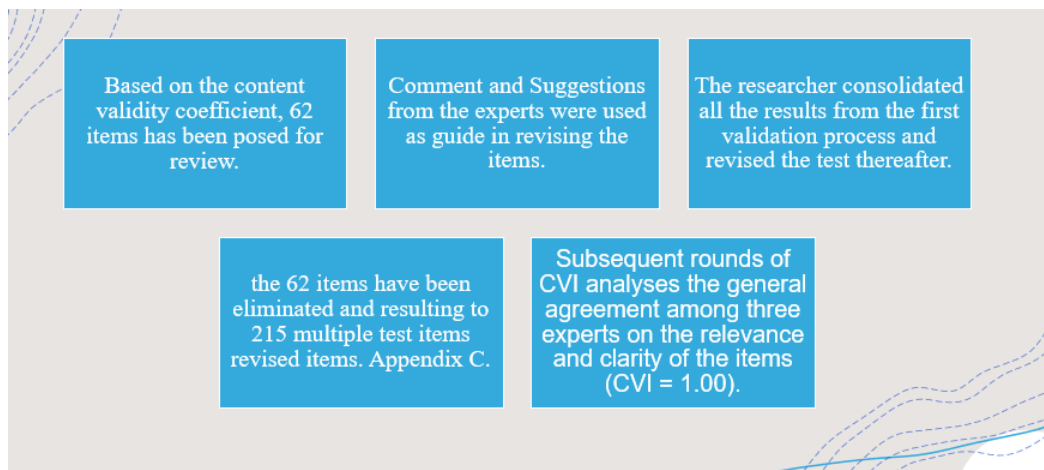 Based on the content
validity coefficient, 62
items has been posed for
review.
Comment and Suggestions
from the experts were used
as guide in revising the
items.
The researcher consolidated
all the results from the first
validation process and
revised the test thereafter.
the 62 items have been
eliminated and resulting to
215 multiple test items
revised items. Appendix C.
Subsequent rounds of
CVI analyses the general
agreement among three
experts on the relevance
and clarity of the items
(CVI = 1.00).